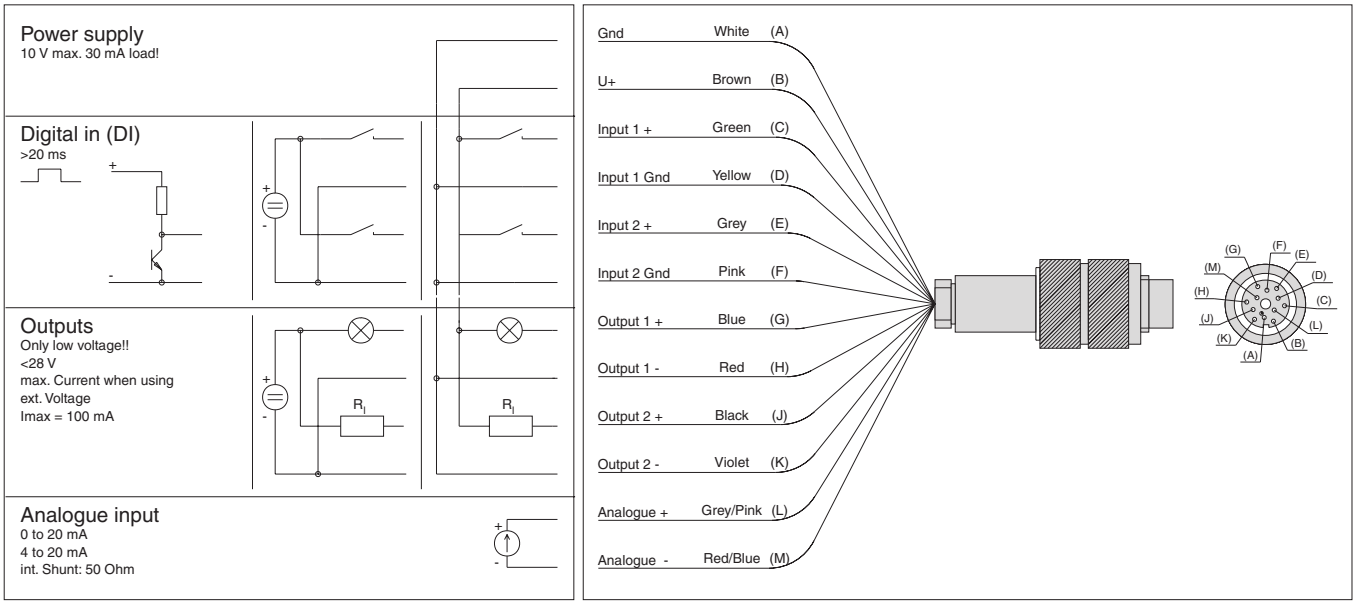 Power supply
10 V max. 30 mA load!
Digital in (DI)
>20 ms
+
-
+
-
Outputs
Only low voltage!!
<28 V
max. Current when using
ext. Voltage
Imax = 100 mA
+
-
RI
RI
Analogue input
0 to 20 mA
4 to 20 mA
int. Shunt: 50 Ohm
+
-
Gnd White (A)
U+ Brown (B)
Input 1 + Green (C)
Input 1 Gnd Yellow (D)
Input 2 + Grey (E)
Input 2 Gnd Pink (F)
Output 1 + Blue (G)
Output 1 - Red (H)
Output 2 + Black (J)
Output 2 - Violet (K)
Analogue + Grey/Pink (L)
Analogue - Red/Blue (M)
(F)
(G)
(E)
(M)
(D)
(H)
(C)
(J)
(L)
(K)
(B)
(A)